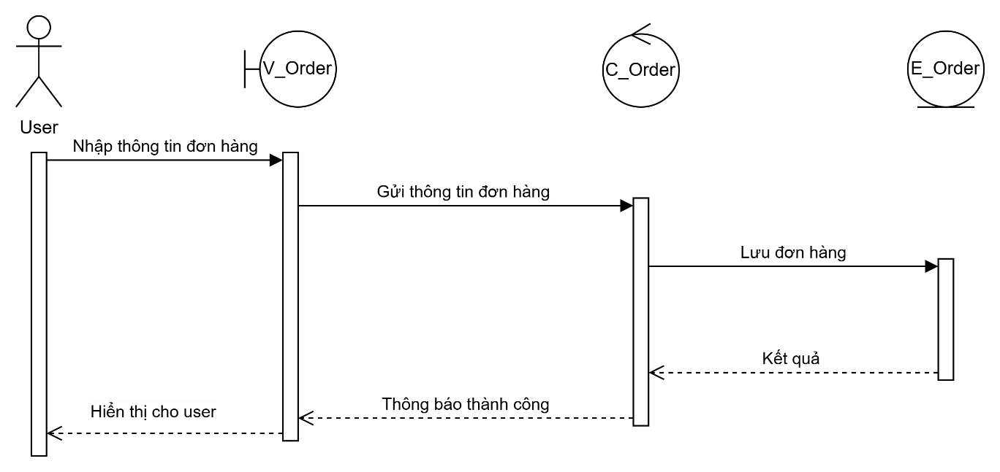 V_Order
C_Order
E_Order
User
Nhập thông tin đơn hàng
Gửi thông tin đơn hàng
Lưu đơn hàng
Kết quả
Thông báo thành công
Hiển thị cho user